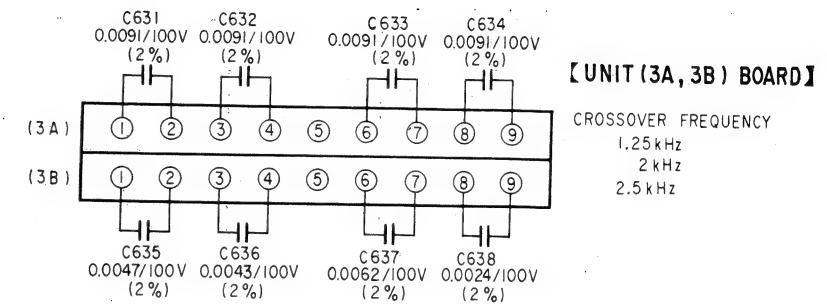 C631 C632 C633 C634
0.0091/100V 0.0091/100V 0.0091/100V 0.0091/100V
(2%) (2%) (2%) (2%)
【UNIT (3A, 3B) BOARD】
(3A) 1 2 3 4 5 6 7 8 9
CROSSOVER FREQUENCY
1.25kHz
2kHz
2.5kHz
(3B) 1 2 3 4 5 6 7 8 9
C635 C636 C637 C638
0.0047/100V 0.0043/100V 0.0062/100V 0.0024/100V
(2%) (2%) (2%) (2%)